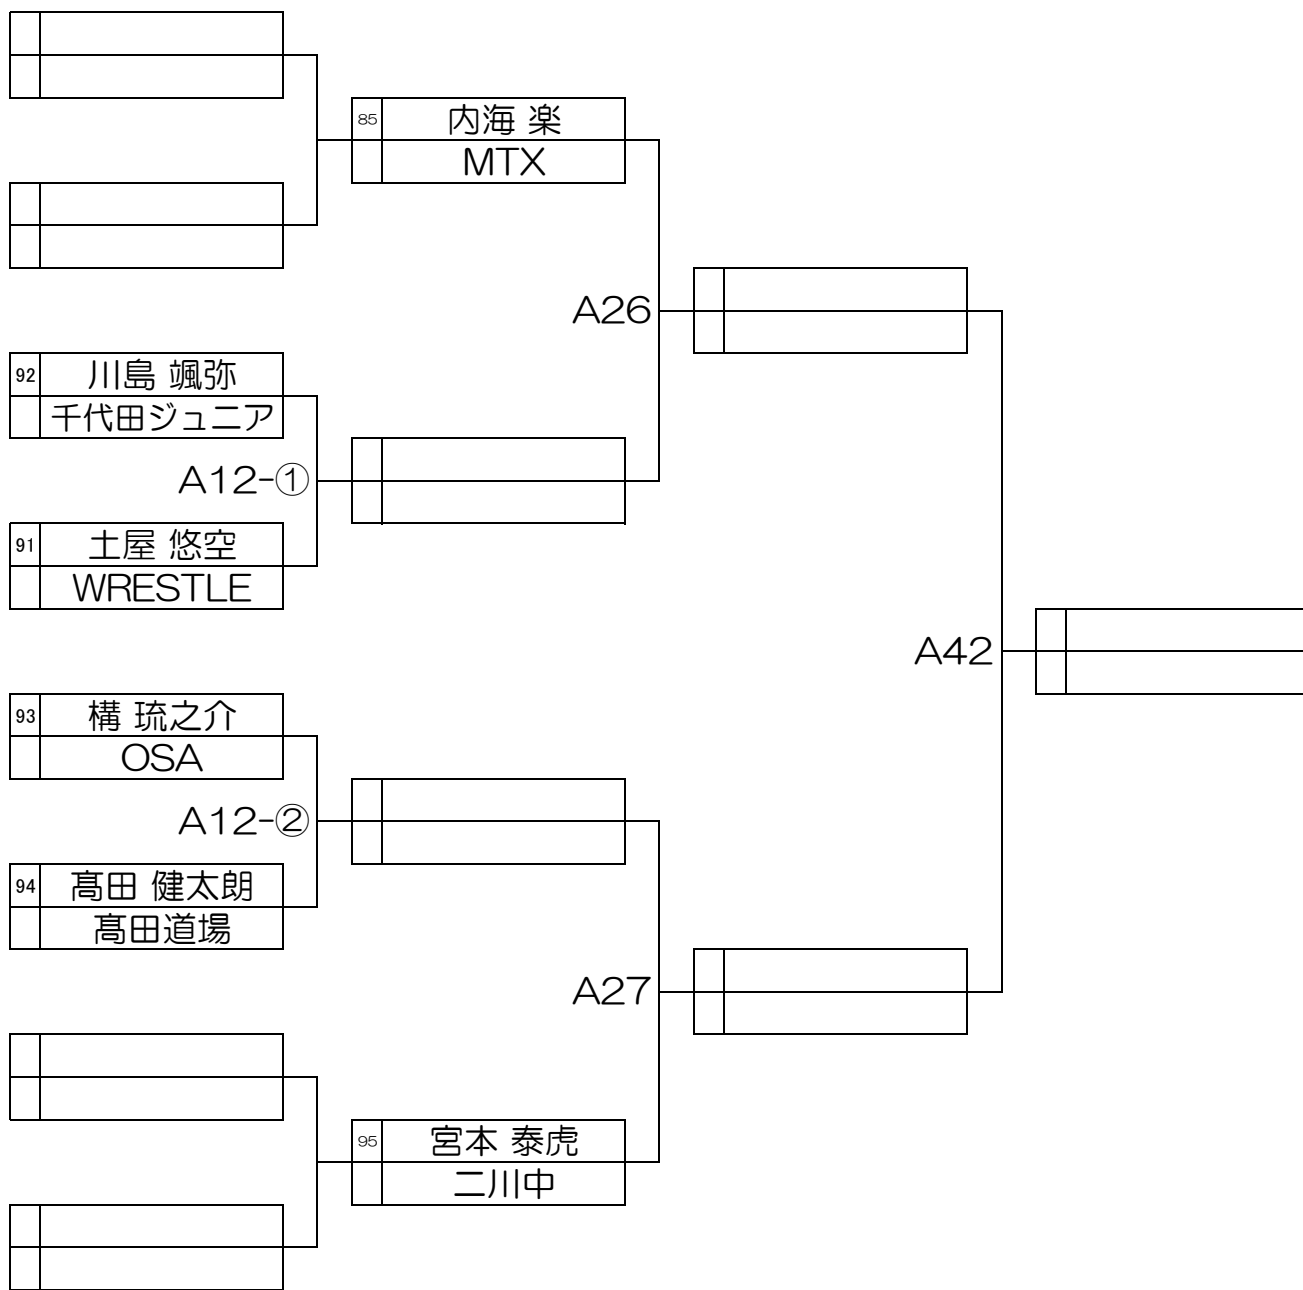 85 内海 楽
MTX
A26
92 川島 颯弥
千代田ジュニア
A12-①
91 土屋 悠空
WRESTLE
A42
93 構 琉之介
OSA
A12-②
94 髙田 健太朗
髙田道場
A27
95 宮本 泰虎
二川中